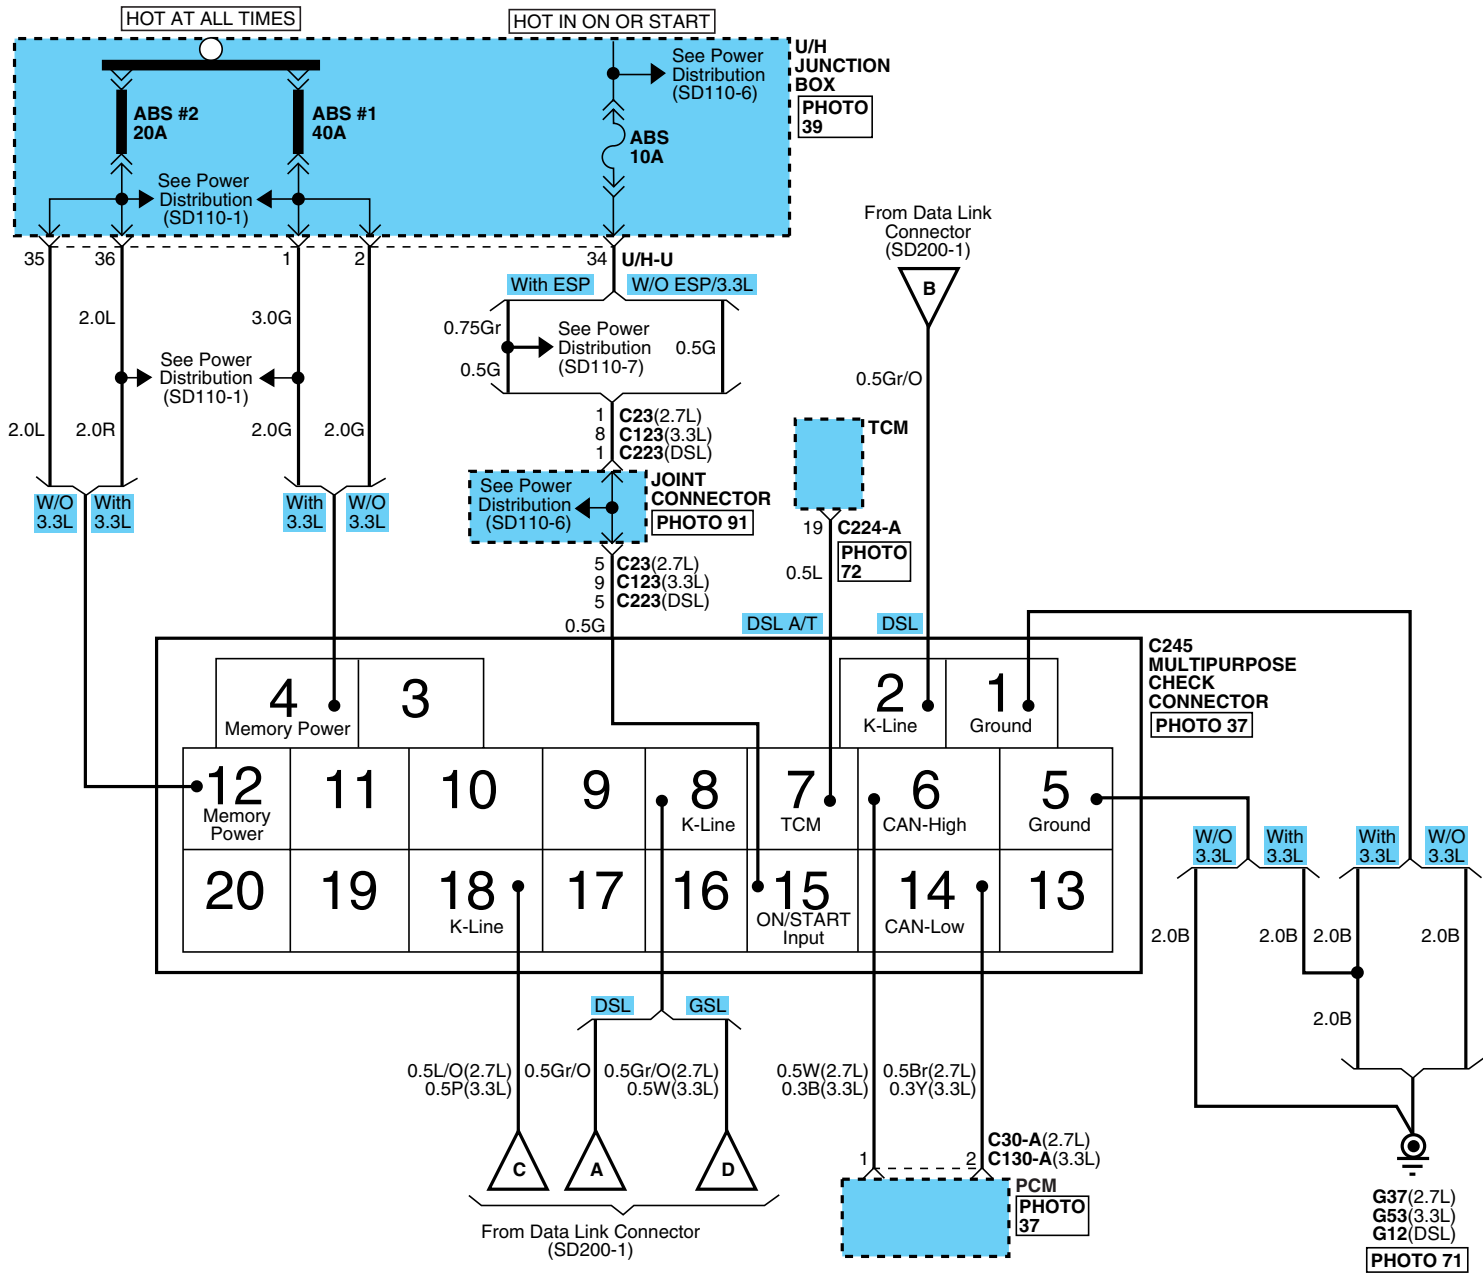 HOT AT ALL TIMES
HOT IN ON OR START
U/H
JUNCTION
BOX
PHOTO
39
See Power
Distribution
(SD110-6)
ABS #2
20A
ABS #1
40A
ABS
10A
See Power
Distribution
(SD110-1)
From Data Link
Connector
(SD200-1)
B
35
36
1
2
34
U/H-U
With ESP
W/O ESP/3.3L
2.0L
3.0G
0.75Gr
See Power
Distribution
(SD110-7)
0.5G
0.5G
See Power
Distribution
(SD110-1)
0.5Gr/O
2.0L
2.0R
2.0G
2.0G
1 C23(2.7L)
8 C123(3.3L)
1 C223(DSL)
TCM
W/O
3.3L
With
3.3L
With
3.3L
W/O
3.3L
See Power
Distribution
(SD110-6)
JOINT
CONNECTOR
PHOTO 91
19 C224-A
PHOTO
72
0.5L
5 C23(2.7L)
9 C123(3.3L)
5 C223(DSL)
0.5G
DSL A/T
DSL
C245
MULTIPURPOSE
CHECK
CONNECTOR
PHOTO 37
4
Memory Power
3
2
K-Line
1
Ground
12
Memory
Power
11
10
9
8
K-Line
7
TCM
6
CAN-High
5
Ground
20
19
18
K-Line
17
16
15
ON/START
Input
14
CAN-Low
13
W/O
3.3L
With
3.3L
With
3.3L
W/O
3.3L
2.0B
2.0B
2.0B
2.0B
2.0B
DSL
GSL
0.5L/O(2.7L)
0.5P(3.3L)
0.5Gr/O
0.5Gr/O(2.7L)
0.5W(3.3L)
0.5W(2.7L)
0.3B(3.3L)
0.5Br(2.7L)
0.3Y(3.3L)
C
A
D
From Data Link Connector
(SD200-1)
1
2
C30-A(2.7L)
C130-A(3.3L)
PCM
PHOTO
37
G37(2.7L)
G53(3.3L)
G12(DSL)
PHOTO 71